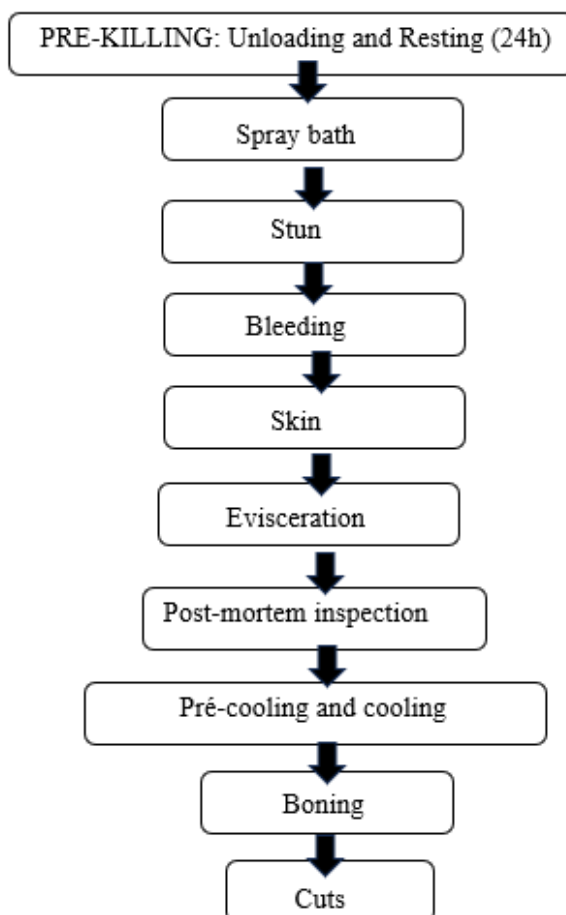 PRE-KILLING: Unloading and Resting (24h)
Spray bath
Stun
Bleeding
Skin
Evisceration
Post-mortem inspection
Pré-cooling and cooling
Boning
Cuts